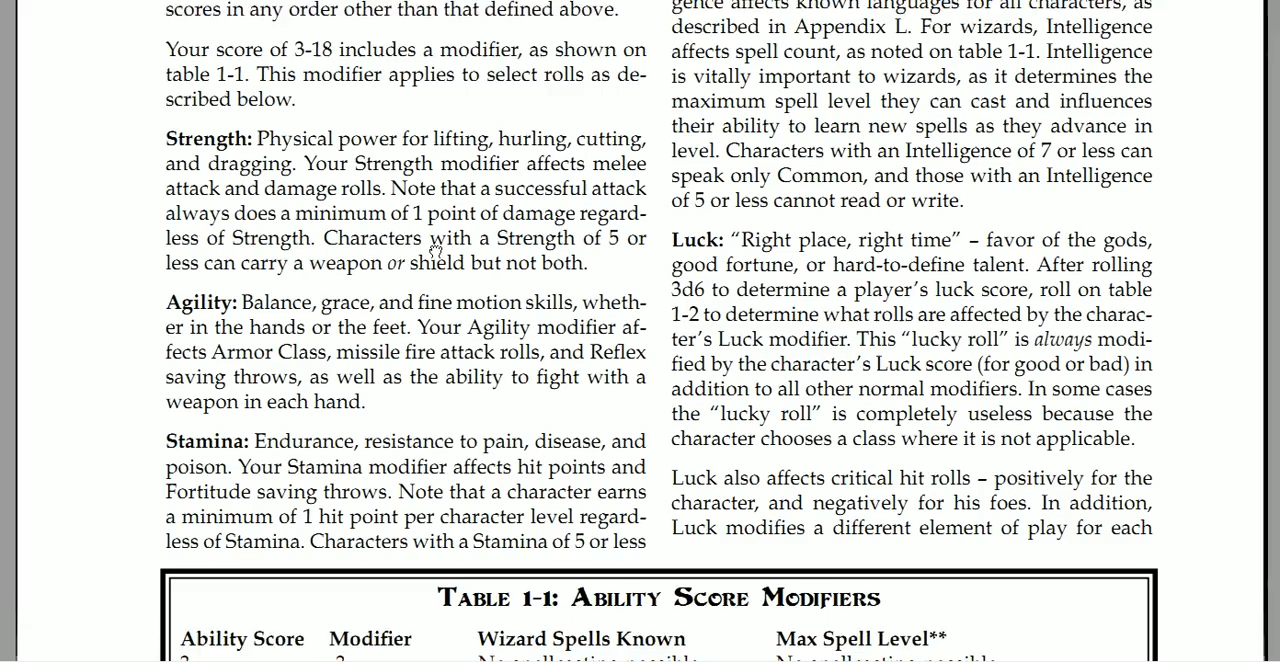 scores in any order other than that defined above.
Your score of 3-18 includes a modifier, as shown on
table 1-1. This modifier applies to select rolls as de-
scribed below.
Strength: Physical power for lifting, hurling, cutting,
and dragging. Your Strength modifier affects melee
attack and damage rolls. Note that a successful attack
always does a minimum of 1 point of damage regard-
less of Strength. Characters with a Strength of 5 or
less can carry a weapon or shield but not both.
Agility: Balance, grace, and fine motion skills, wheth-
er in the hands or the feet. Your Agility modifier af-
fects Armor Class, missile fire attack rolls, and Reflex
saving throws, as well as the ability to fight with a
weapon in each hand.
Stamina: Endurance, resistance to pain, disease, and
poison. Your Stamina modifier affects hit points and
Fortitude saving throws. Note that a character earns
a minimum of 1 hit point per character level regard-
less of Stamina. Characters with a Stamina of 5 or less
gence affects known languages for all characters, as
described in Appendix L. For wizards, Intelligence
affects spell count, as noted on table 1-1. Intelligence
is vitally important to wizards, as it determines the
maximum spell level they can cast and influences
their ability to learn new spells as they advance in
level. Characters with an Intelligence of 7 or less can
speak only Common, and those with an Intelligence
of 5 or less cannot read or write.
Luck: “Right place, right time” – favor of the gods,
good fortune, or hard-to-define talent. After rolling
3d6 to determine a player’s luck score, roll on table
1-2 to determine what rolls are affected by the charac-
ter’s Luck modifier. This “lucky roll” is always modi-
fied by the character’s Luck score (for good or bad) in
addition to all other normal modifiers. In some cases
the “lucky roll” is completely useless because the
character chooses a class where it is not applicable.
Luck also affects critical hit rolls – positively for the
character, and negatively for his foes. In addition,
Luck modifies a different element of play for each
Table 1-1: Ability Score Modifiers
Ability Score Modifier Wizard Spells Known Max Spell Level**